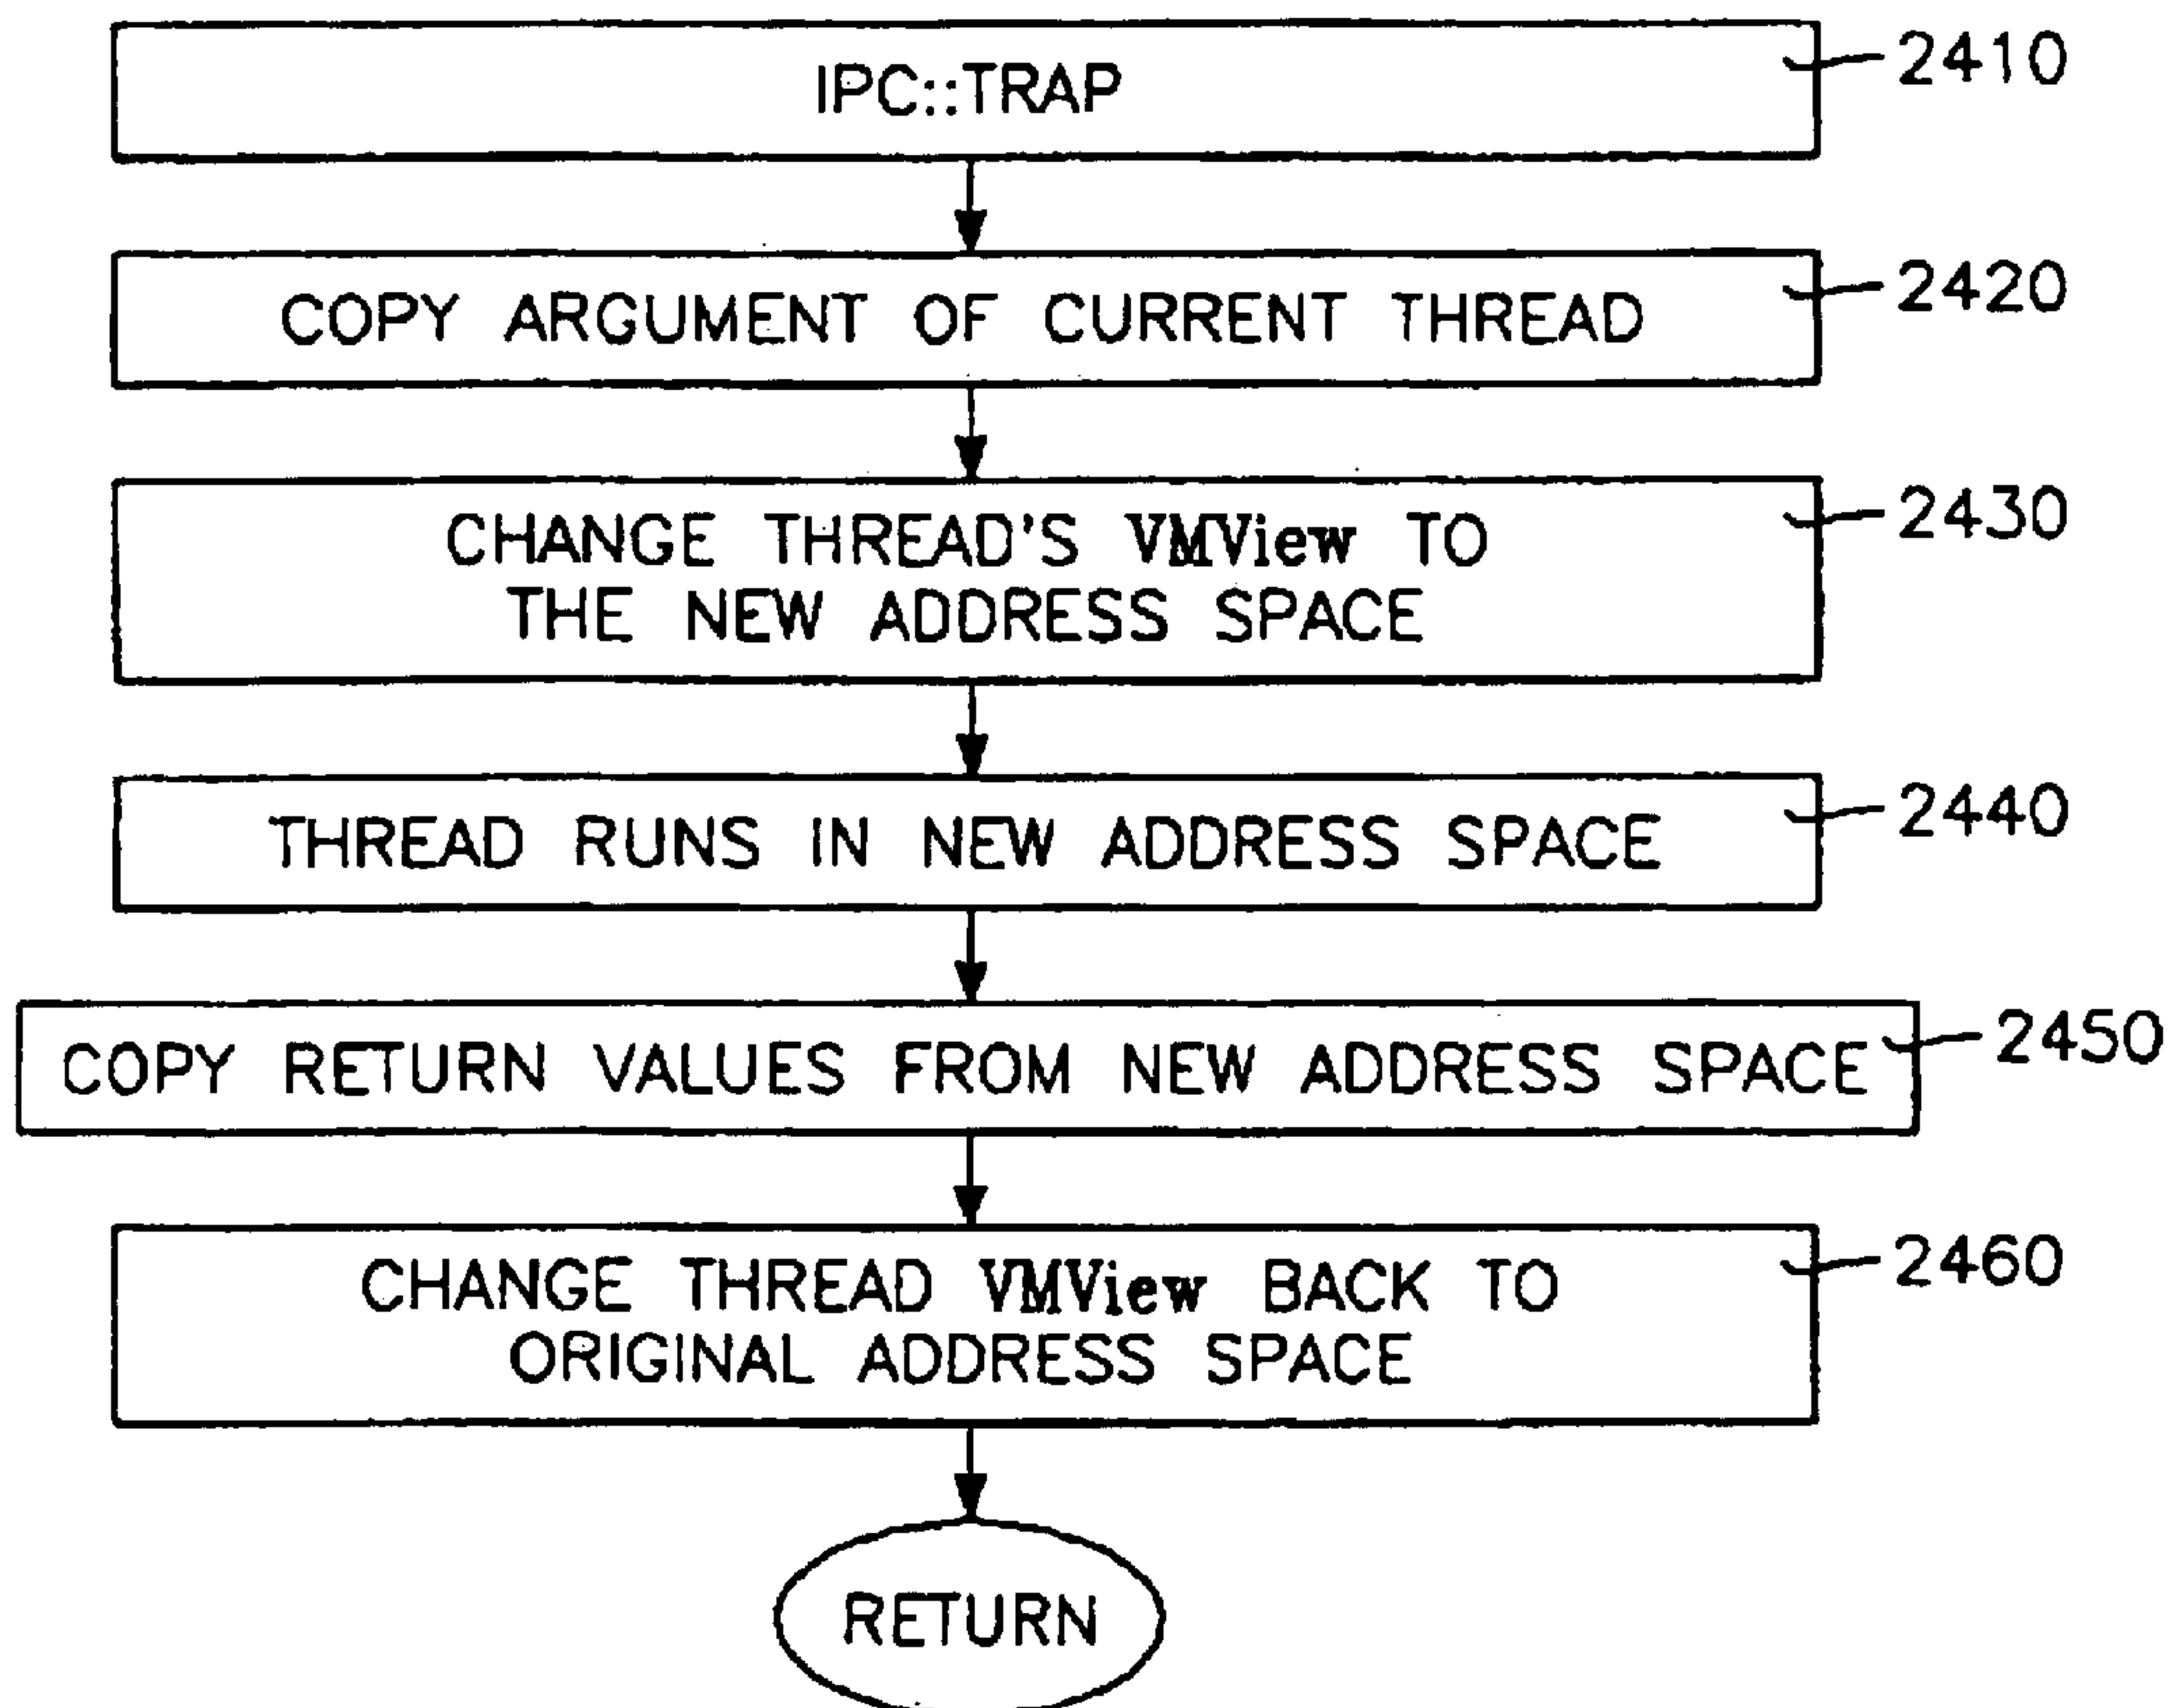 IPC::TRAP
2410
COPY ARGUMENT OF CURRENT THREAD
2420
CHANGE THREAD'S VMView TO
THE NEW ADDRESS SPACE
2430
THREAD RUNS IN NEW ADDRESS SPACE
2440
COPY RETURN VALUES FROM NEW ADDRESS SPACE
2450
CHANGE THREAD VMView BACK TO
ORIGINAL ADDRESS SPACE
2460
RETURN